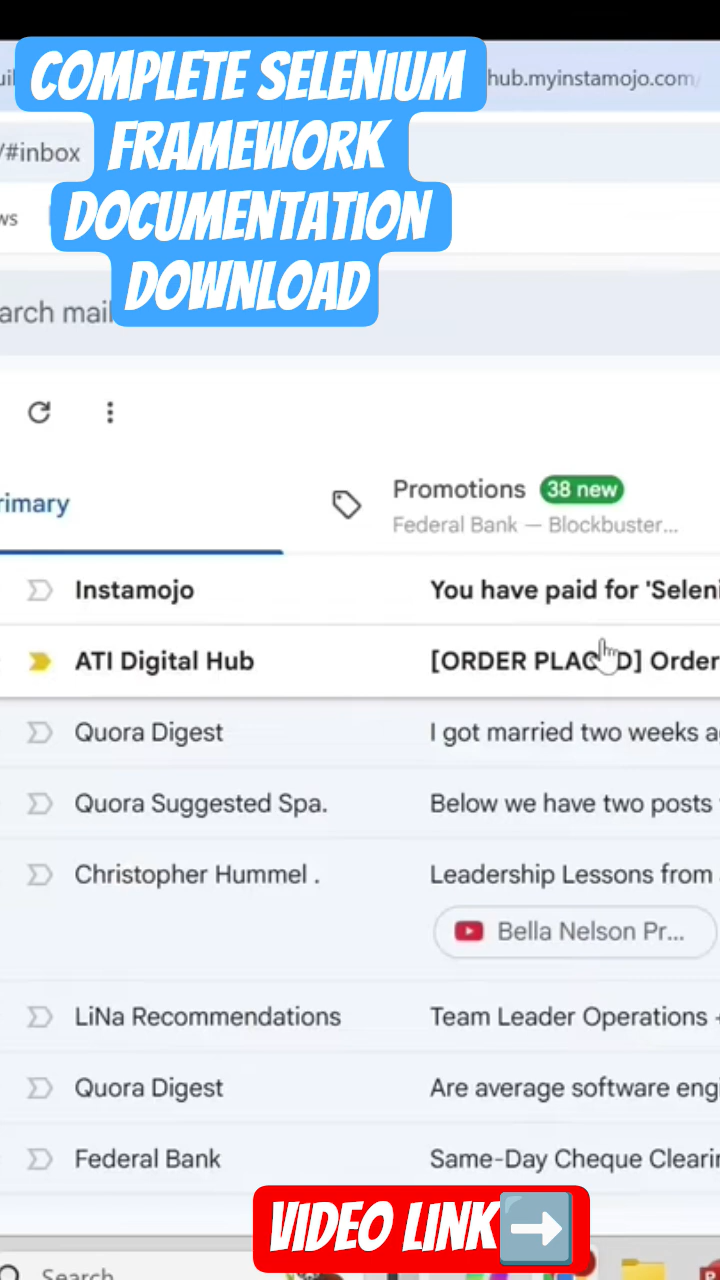 COMPLETE SELENIUM
FRAMEWORK
DOCUMENTATION
DOWNLOAD
hub.myinstamojo.com/
/#inbox
ws
arch mail
rimary
Promotions 38 new
Federal Bank — Blockbuster...
Instamojo You have paid for 'Seleni
ATI Digital Hub [ORDER PLACED] Order
Quora Digest I got married two weeks a
Quora Suggested Spa. Below we have two posts
Christopher Hummel . Leadership Lessons from
Bella Nelson Pr...
LiNa Recommendations Team Leader Operations
Quora Digest Are average software engi
Federal Bank Same-Day Cheque Clearin
VIDEO LINK
Search